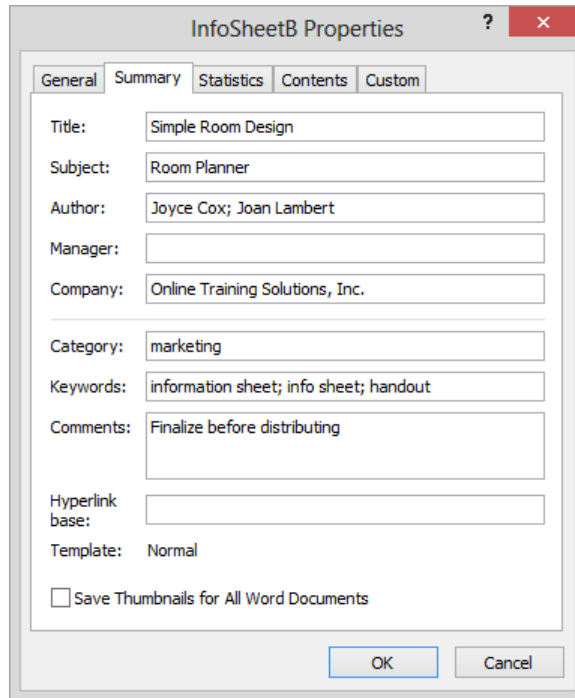 InfoSheetB Properties ? ×
General Summary Statistics Contents Custom
Title: Simple Room Design
Subject: Room Planner
Author: Joyce Cox; Joan Lambert
Manager:
Company: Online Training Solutions, Inc.
Category: marketing
Keywords: information sheet; info sheet; handout
Comments: Finalize before distributing
Hyperlink
base:
Template: Normal
Save Thumbnails for All Word Documents
OK Cancel